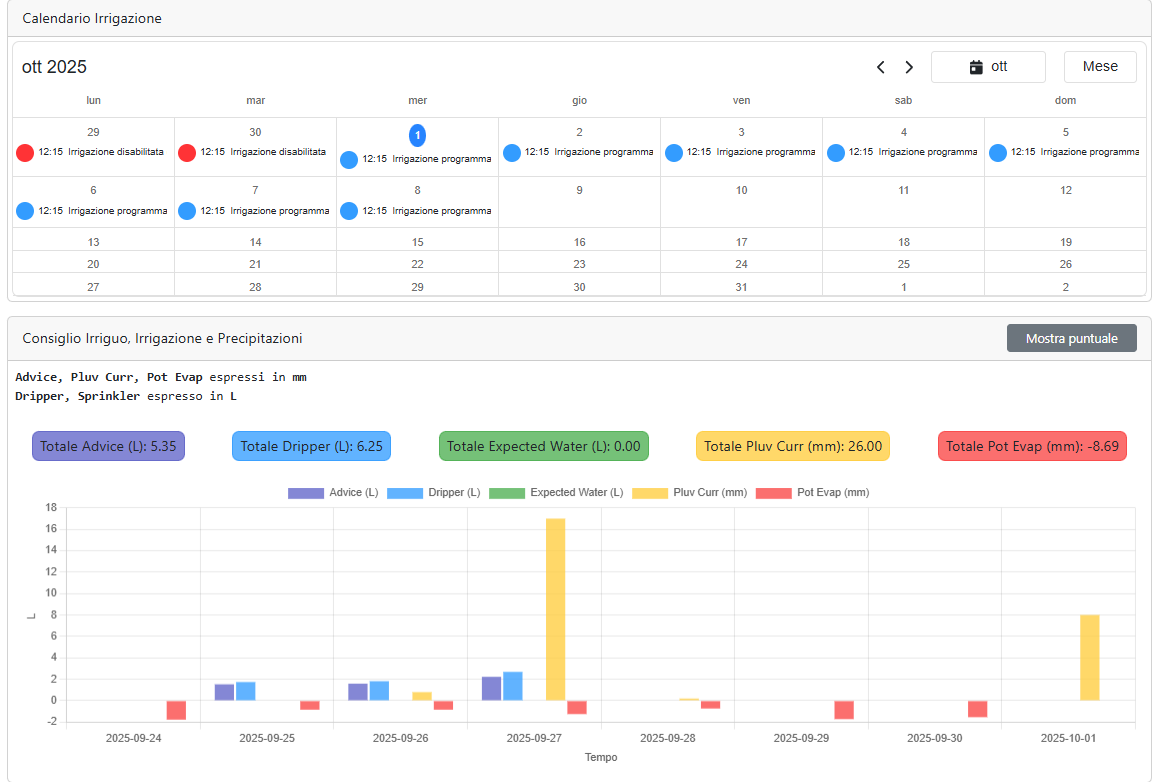 Calendario Irrigazione
ott 2025
ott
Mese
lun mar mer gio ven sab dom
29 30 1 2 3 4 5
12:15 Irrigazione disabilitata 12:15 Irrigazione disabilitata 12:15 Irrigazione programma 12:15 Irrigazione programma 12:15 Irrigazione programma 12:15 Irrigazione programma 12:15 Irrigazione programma
6 7 8 9 10 11 12
12:15 Irrigazione programma 12:15 Irrigazione programma 12:15 Irrigazione programma
13 14 15 16 17 18 19
20 21 22 23 24 25 26
27 28 29 30 31 1 2
Consiglio Irriguo, Irrigazione e Precipitazioni
Mostra puntuale
Advice, Pluv Curr, Pot Evap espressi in mm
Dripper, Sprinkler espresso in L
Totale Advice (L): 5.35 Totale Dripper (L): 6.25 Totale Expected Water (L): 0.00 Totale Pluv Curr (mm): 26.00 Totale Pot Evap (mm): -8.69
Advice (L) Dripper (L) Expected Water (L) Pluv Curr (mm) Pot Evap (mm)
18
16
14
12
10
8
6
4
2
0
-2
L
2025-09-24 2025-09-25 2025-09-26 2025-09-27 2025-09-28 2025-09-29 2025-09-30 2025-10-01
Tempo